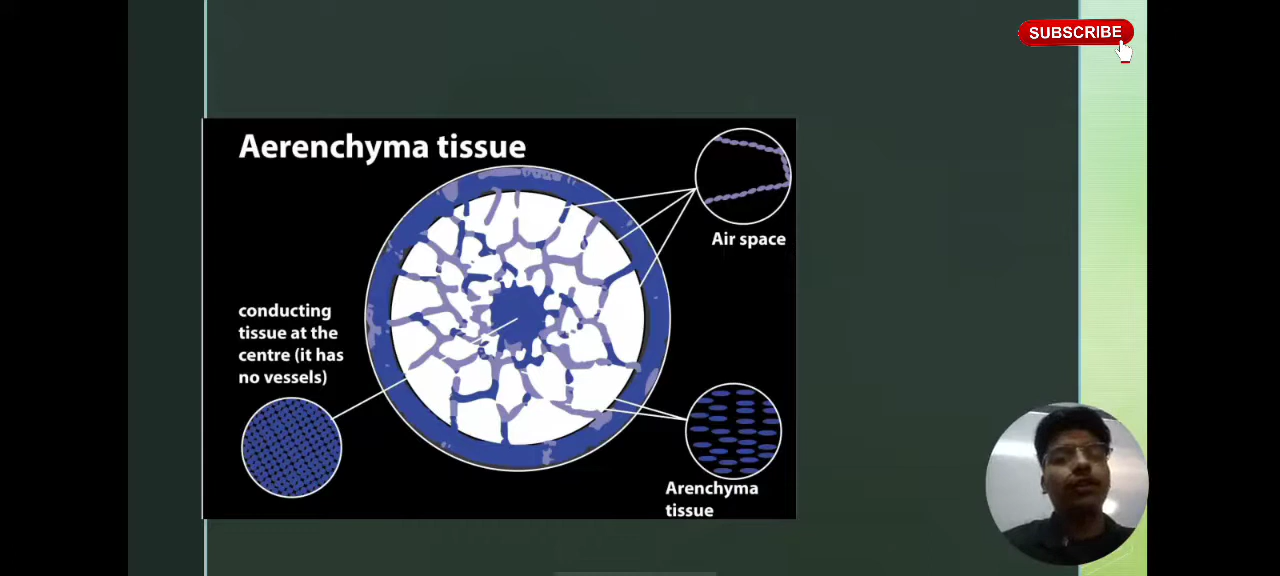 SUBSCRIBE
Aerenchyma tissue
Air space
conducting
tissue at the
centre (it has
no vessels)
Arenchyma
tissue